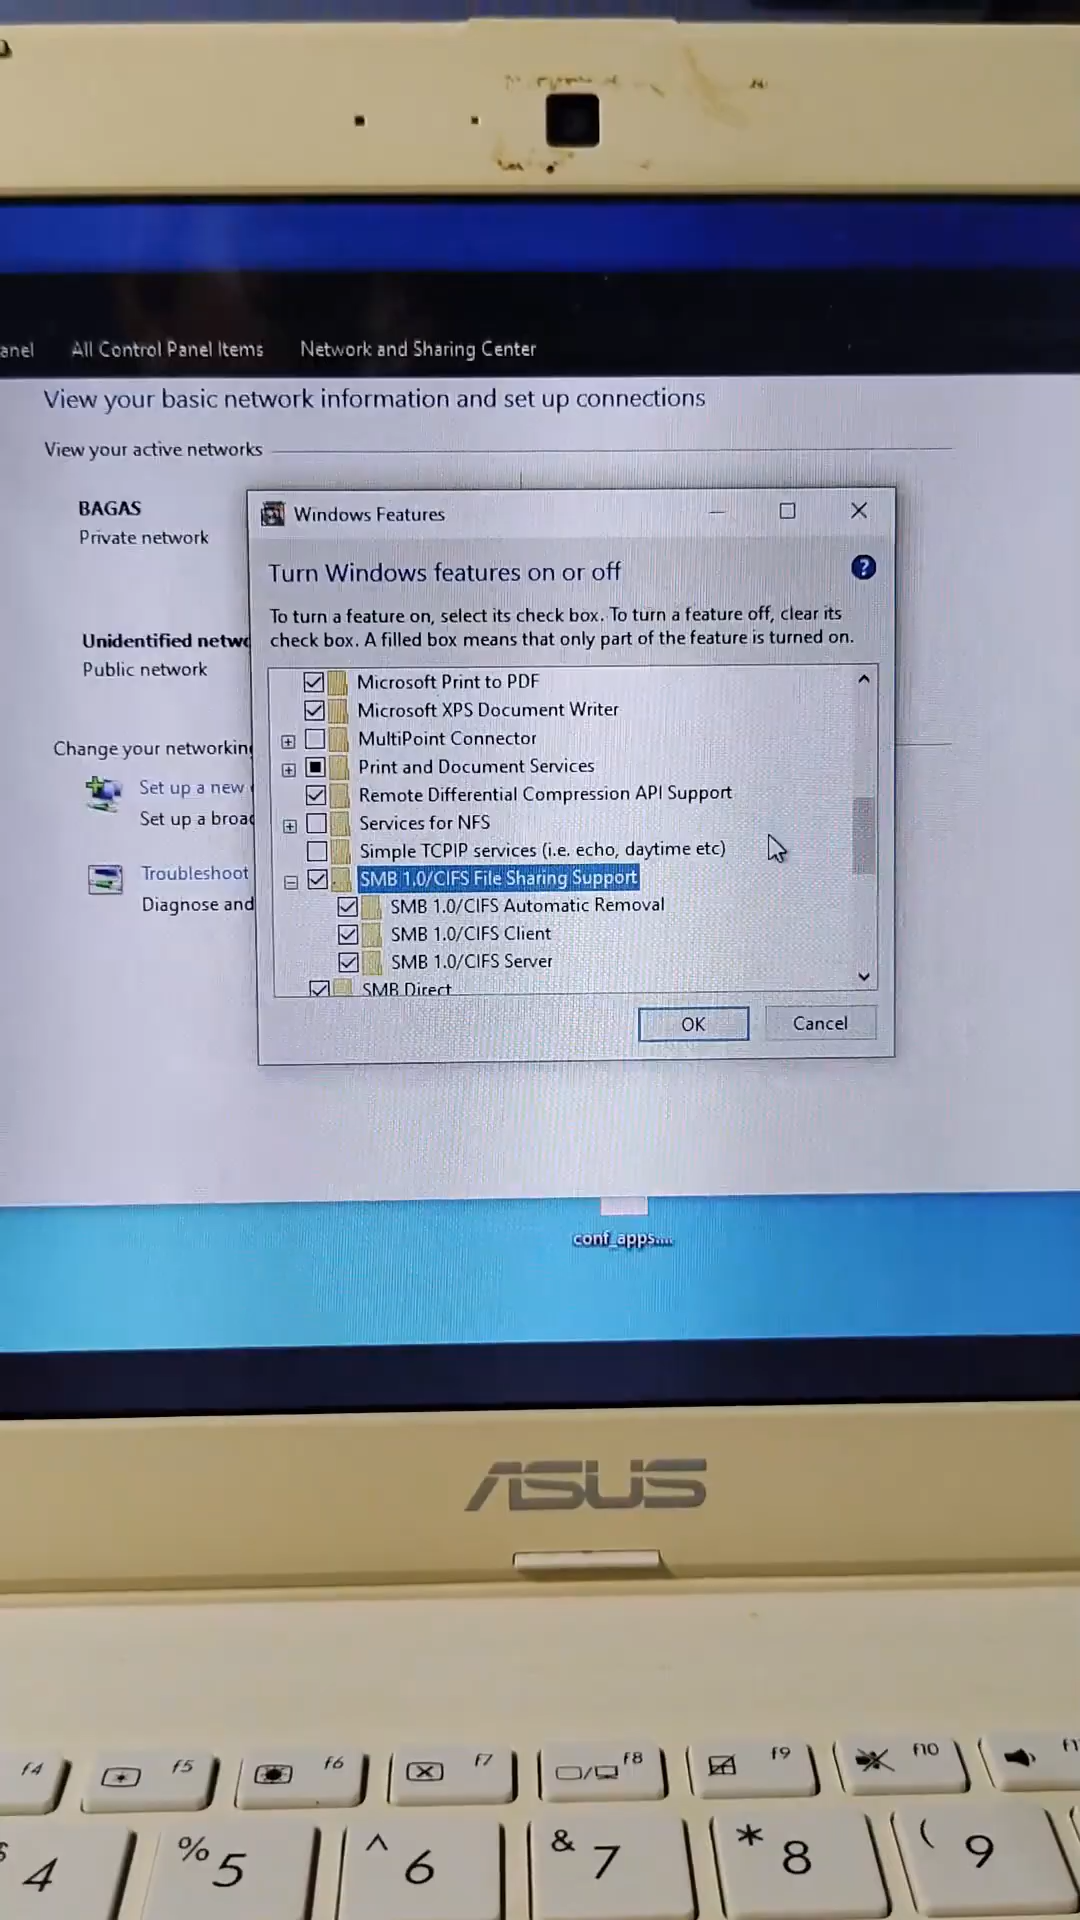 anel All Control Panel Items Network and Sharing Center
View your basic network information and set up connections
View your active networks
BAGAS
Private network
Unidentified netwo
Public network
Change your networkin
Set up a new
Set up a broad
Troubleshoot
Diagnose and
Windows Features
Turn Windows features on or off
?
To turn a feature on, select its check box. To turn a feature off, clear its
check box. A filled box means that only part of the feature is turned on.
Microsoft Print to PDF
Microsoft XPS Document Writer
MultiPoint Connector
Print and Document Services
Remote Differential Compression API Support
Services for NFS
Simple TCPIP services (i.e. echo, daytime etc)
SMB 1.0/CIFS File Sharing Support
SMB 1.0/CIFS Automatic Removal
SMB 1.0/CIFS Client
SMB 1.0/CIFS Server
SMB Direct
OK Cancel
conf_apps....
ASUS
f4 f5 f6 f7 f8 f9 f10 f1
$ 4 % 5 ^ 6 & 7 * 8 ( 9